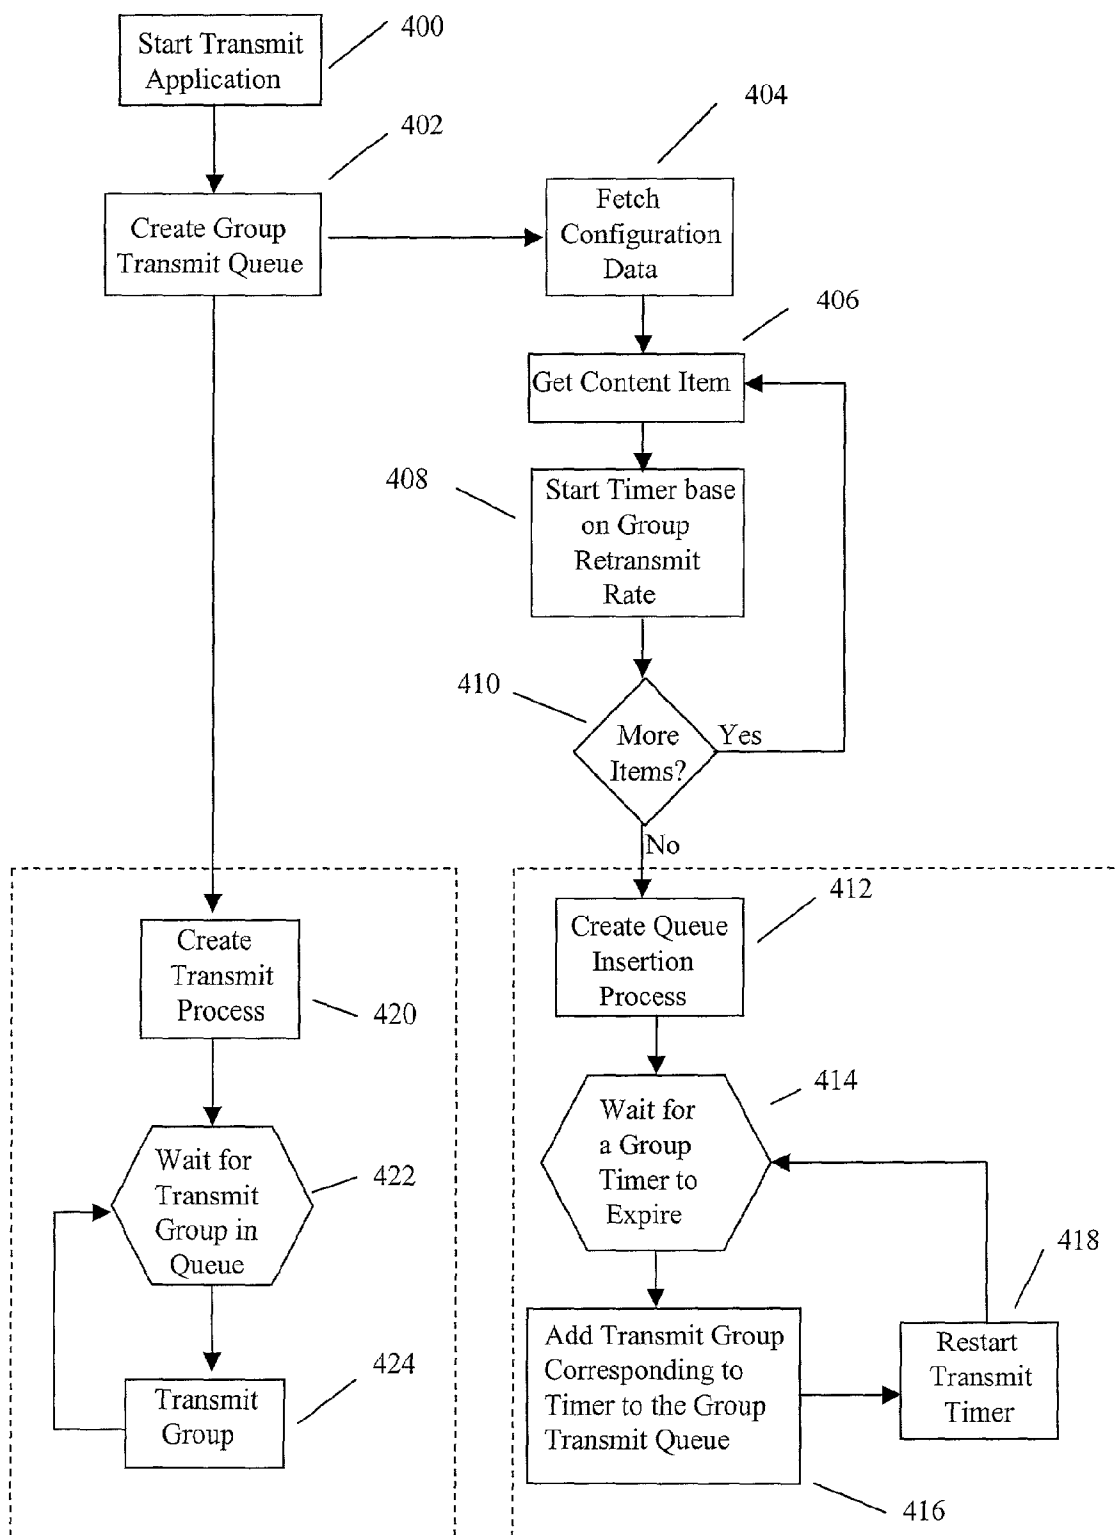 400
Start Transmit
Application
402
404
Create Group
Transmit Queue
Fetch
Configuration
Data
406
Get Content Item
408
Start Timer base
on Group
Retransmit
Rate
410
More
Items?
Yes
No
412
Create Queue
Insertion
Process
Create
Transmit
Process
420
414
Wait for
a Group
Timer to
Expire
Wait for
Transmit
Group in
Queue
422
418
Add Transmit Group
Corresponding to
Timer to the Group
Transmit Queue
Restart
Transmit
Timer
424
Transmit
Group
416